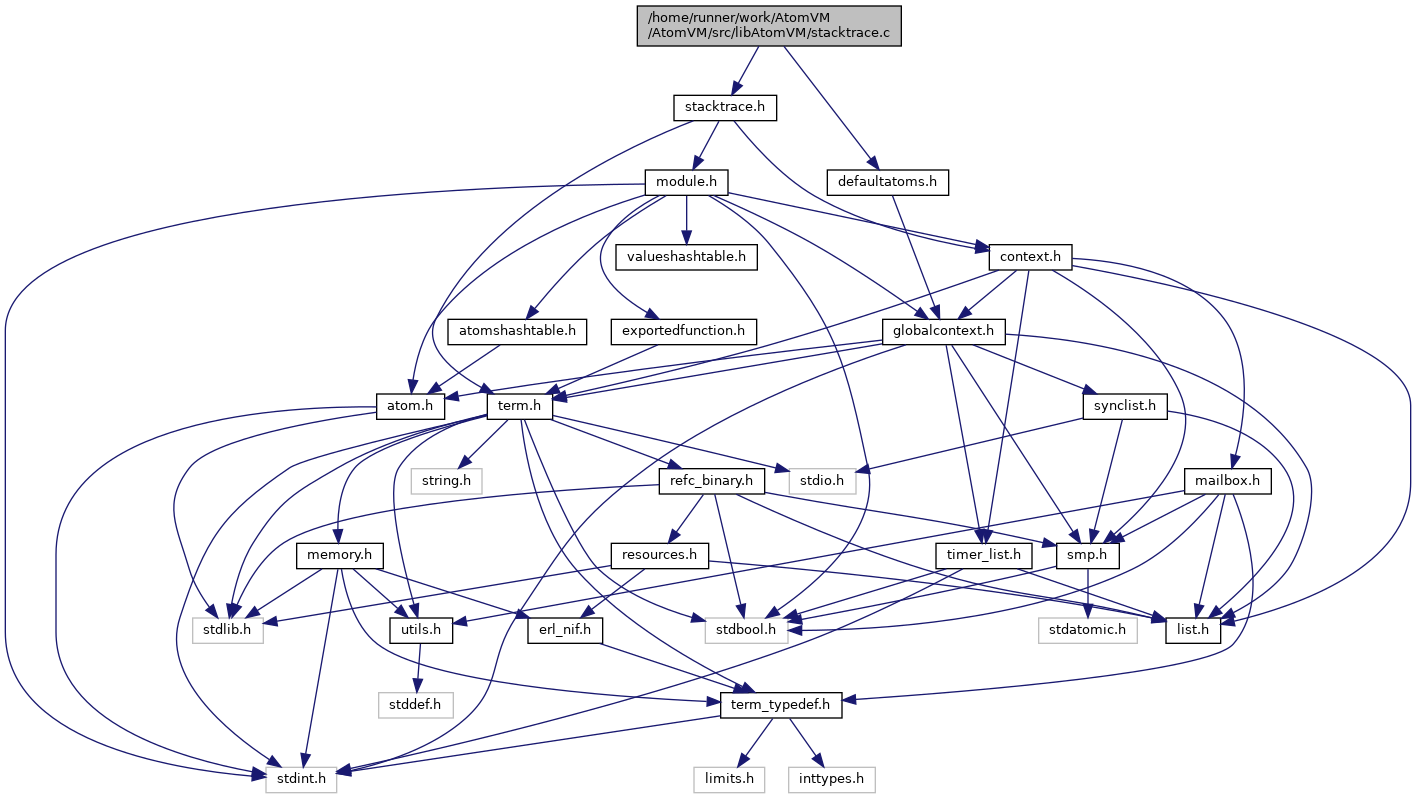 /home/runner/work/AtomVM
/AtomVM/src/libAtomVM/stacktrace.c
stacktrace.h
module.h
defaultatoms.h
valueshashtable.h
context.h
atomshashtable.h
exportedfunction.h
globalcontext.h
atom.h
term.h
synclist.h
string.h
refc_binary.h
stdio.h
mailbox.h
memory.h
resources.h
timer_list.h
smp.h
stdlib.h
utils.h
erl_nif.h
stdbool.h
stdatomic.h
list.h
stddef.h
term_typedef.h
stdint.h
limits.h
inttypes.h